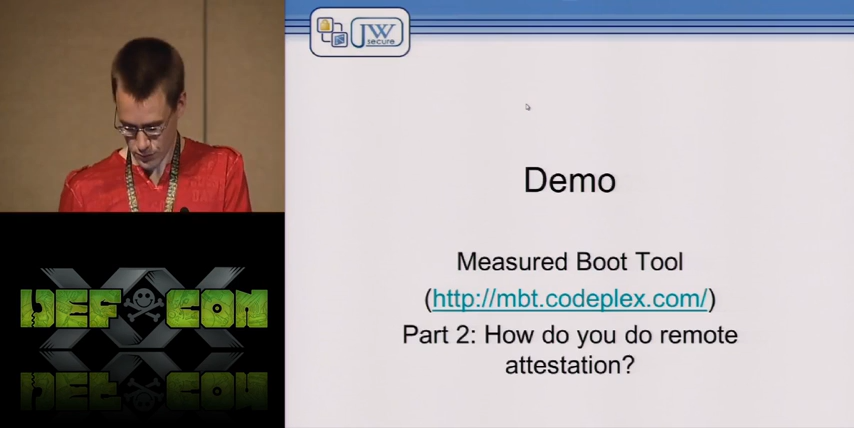 JW
secure
Demo
Measured Boot Tool
(http://mbt.codeplex.com/)
Part 2: How do you do remote
attestation?
XX
DEF CON